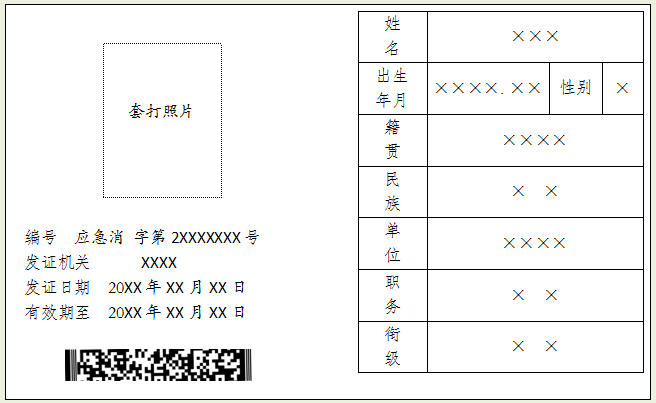 套打照片
编号 应急消 字第 2XXXXXXX 号
发证机关 XXXX
发证日期 20XX 年 XX 月 XX 日
有效期至 20XX 年 XX 月 XX 日
姓名 ×××
出生年月 ××××.×× 性别 ×
籍贯 ××××
民族 × ×
单位 ××××
职务 × ×
衔级 × ×